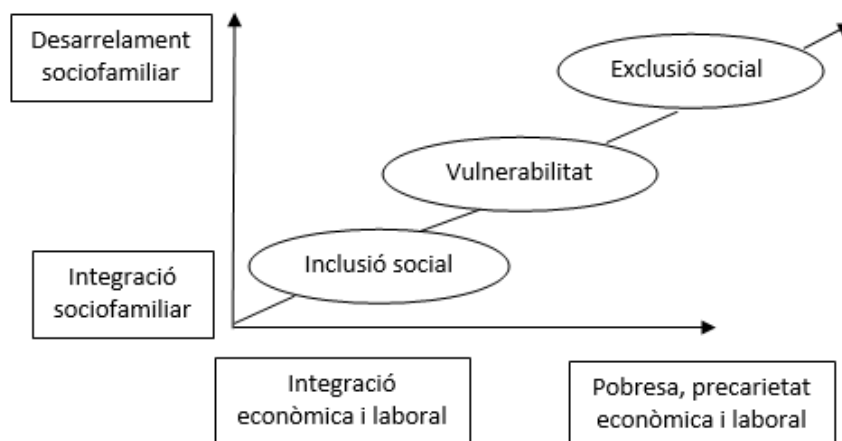 Desarrelament
sociofamiliar
Exclusió social
Vulnerabilitat
Inclusió social
Integració
sociofamiliar
Integració
econòmica i laboral
Pobresa, precarietat
econòmica i laboral